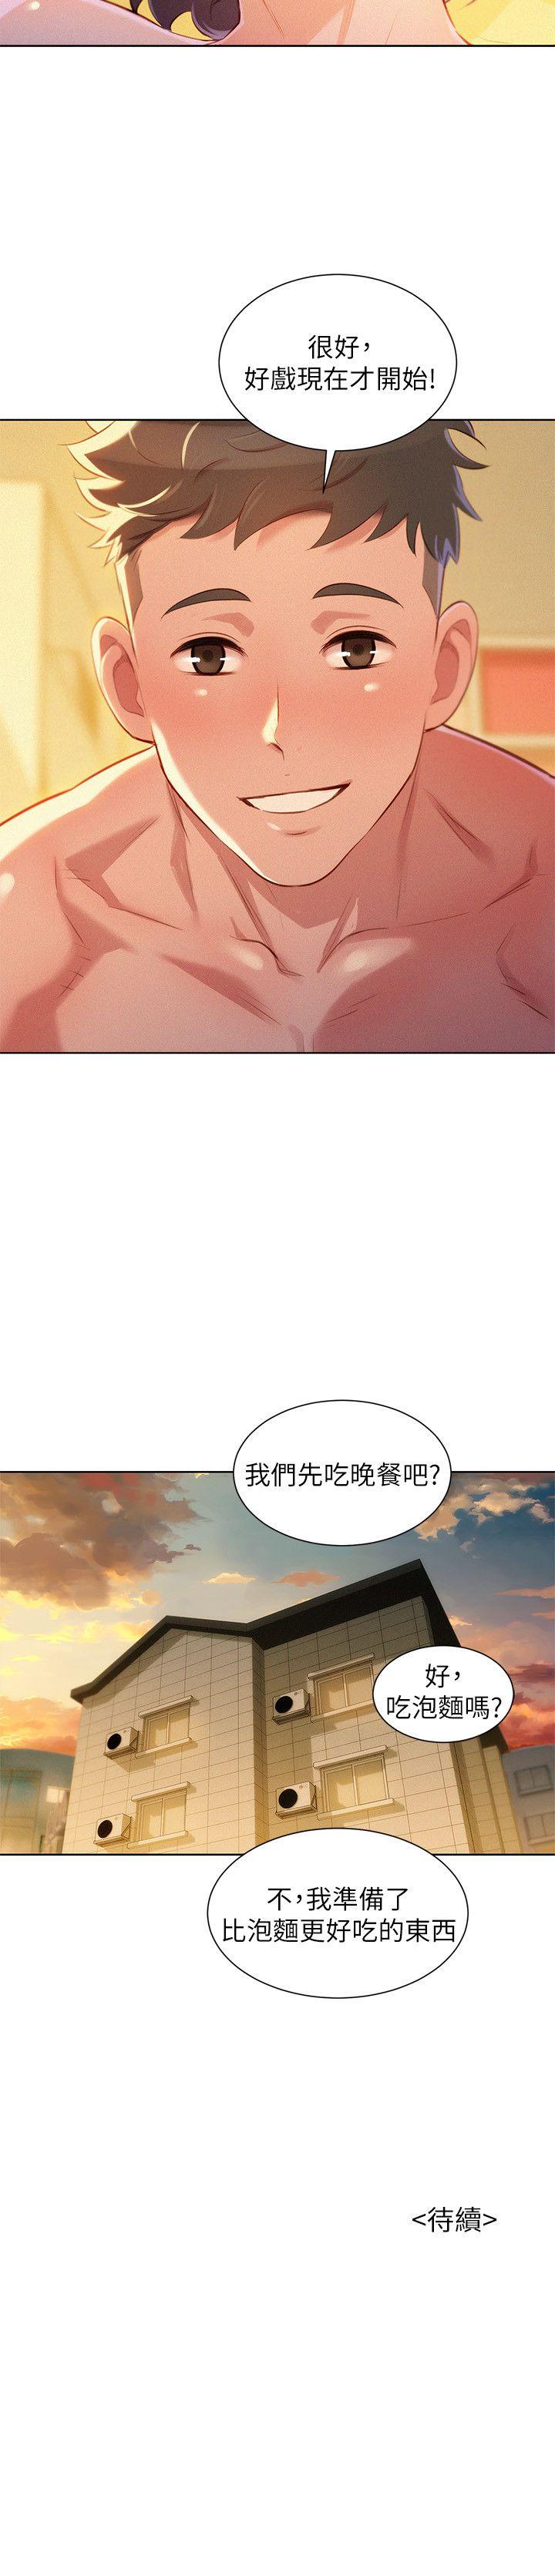 很好，
好戲現在才開始！
我們先吃晚餐吧？
好，
吃泡麵嗎？
不，我準備了
比泡麵更好吃的東西
<待續>